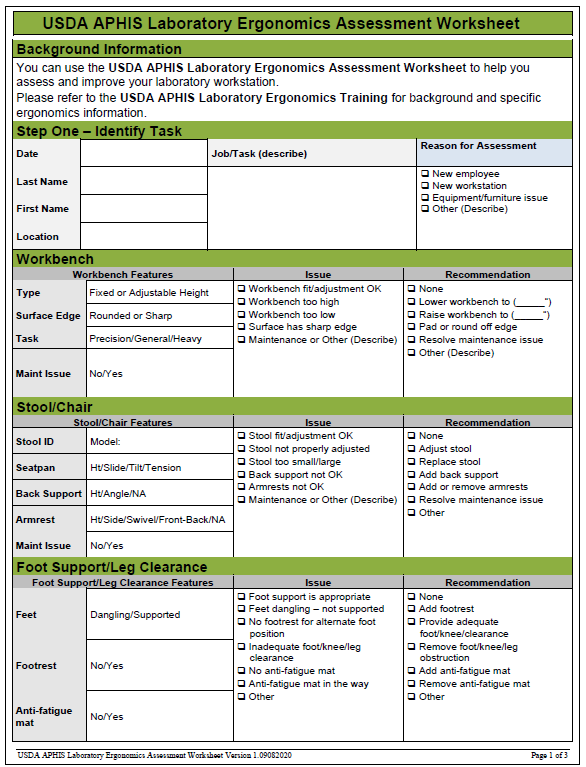 USDA APHIS Laboratory Ergonomics Assessment Worksheet
Background Information
You can use the USDA APHIS Laboratory Ergonomics Assessment Worksheet to help you
assess and improve your laboratory workstation.
Please refer to the USDA APHIS Laboratory Ergonomics Training for background and specific
ergonomics information.
Step One – Identify Task
Date
Job/Task (describe)
Reason for Assessment
Last Name
First Name
Location
❑ New employee
❑ New workstation
❑ Equipment/furniture issue
❑ Other (Describe)
Workbench
Workbench Features
Issue
Recommendation
Type
Fixed or Adjustable Height
Surface Edge
Rounded or Sharp
Task
Precision/General/Heavy
Maint Issue
No/Yes
❑ Workbench fit/adjustment OK
❑ Workbench too high
❑ Workbench too low
❑ Surface has sharp edge
❑ Maintenance or Other (Describe)
❑ None
❑ Lower workbench to (_____")
❑ Raise workbench to (_____")
❑ Pad or round off edge
❑ Resolve maintenance issue
❑ Other (Describe)
Stool/Chair
Stool/Chair Features
Issue
Recommendation
Stool ID
Model:
Seatpan
Ht/Slide/Tilt/Tension
Back Support
Ht/Angle/NA
Armrest
Ht/Side/Swivel/Front-Back/NA
Maint Issue
No/Yes
❑ Stool fit/adjustment OK
❑ Stool not properly adjusted
❑ Stool too small/large
❑ Back support not OK
❑ Armrests not OK
❑ Maintenance or Other (Describe)
❑ None
❑ Adjust stool
❑ Replace stool
❑ Add back support
❑ Add or remove armrests
❑ Resolve maintenance issue
❑ Other
Foot Support/Leg Clearance
Foot Support/Leg Clearance Features
Issue
Recommendation
Feet
Dangling/Supported
Footrest
No/Yes
Anti-fatigue
mat
No/Yes
❑ Foot support is appropriate
❑ Feet dangling – not supported
❑ No footrest for alternate foot
position
❑ Inadequate foot/knee/leg
clearance
❑ No anti-fatigue mat
❑ Anti-fatigue mat in the way
❑ Other
❑ None
❑ Add footrest
❑ Provide adequate
foot/knee/clearance
❑ Remove foot/knee/leg
obstruction
❑ Add anti-fatigue mat
❑ Remove anti-fatigue mat
❑ Other
USDA APHIS Laboratory Ergonomics Assessment Worksheet Version 1.09082020
Page 1 of 3